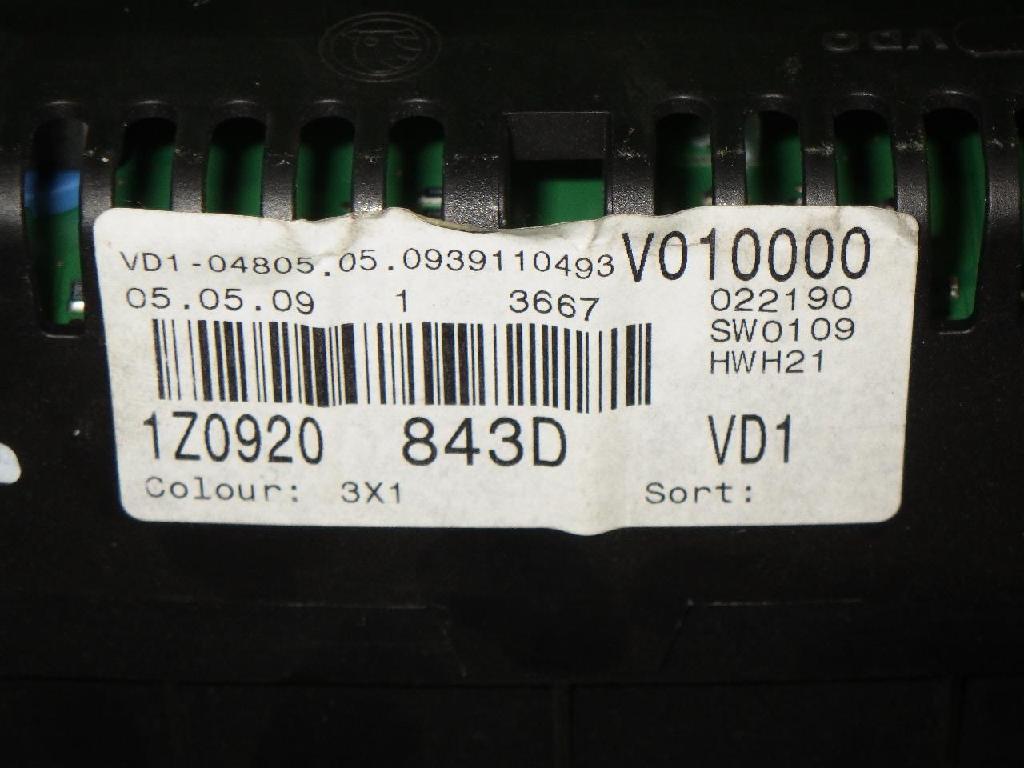 VDO
VD1-04805.05.0939110493 V010000
05.05.09 1 3667 022190
SW0109
HWH21
1Z0920 843D VD1
Colour: 3X1 Sort: